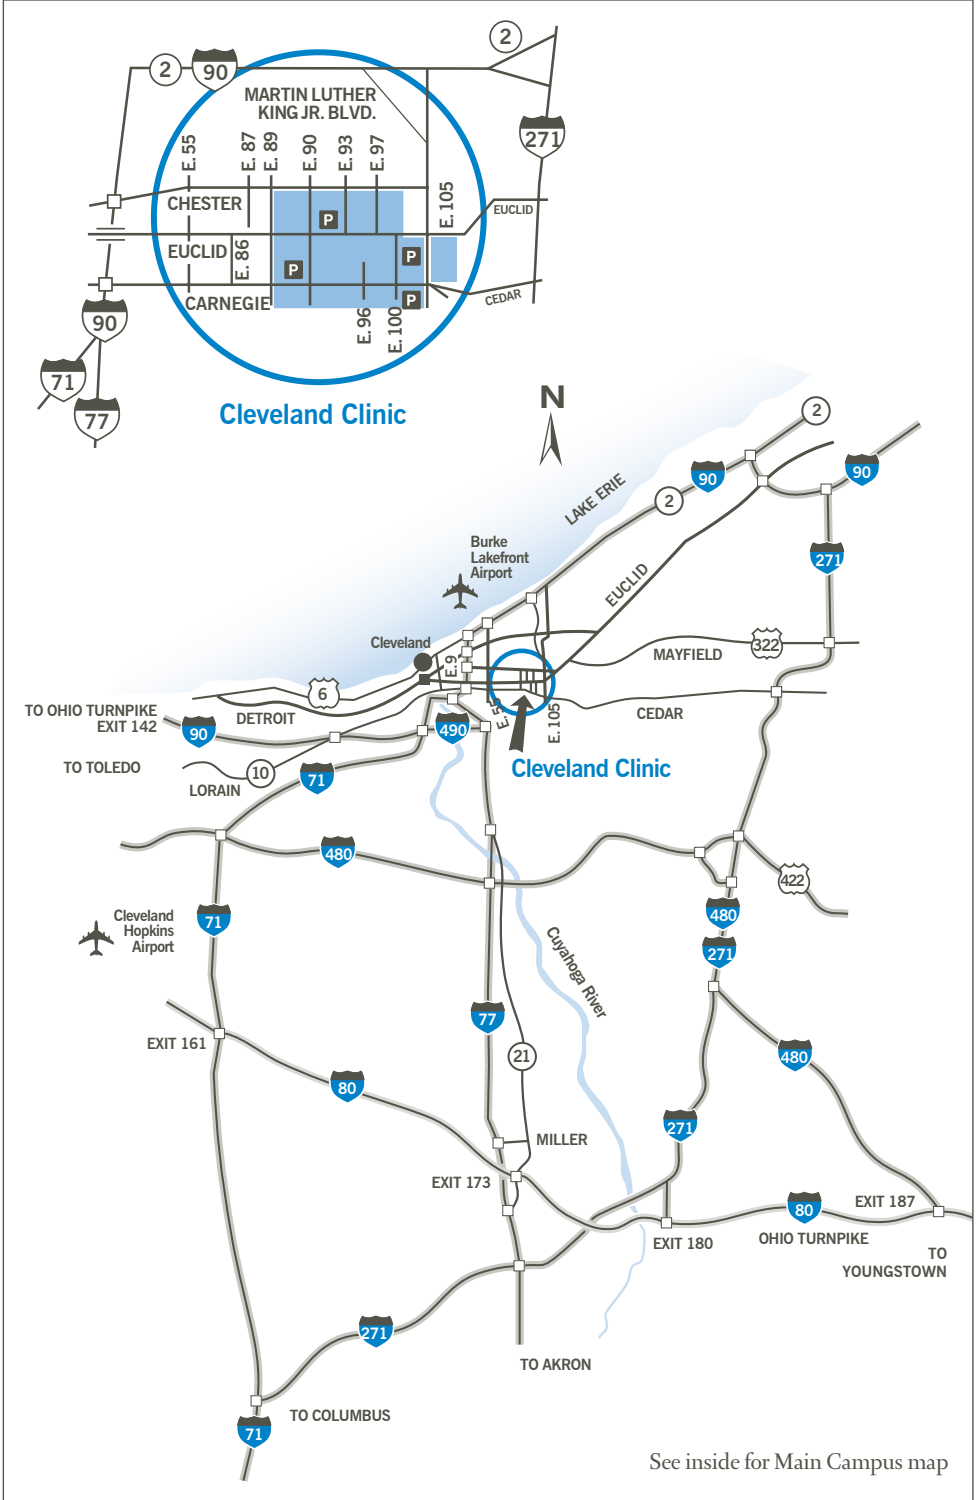 2
2
90
MARTIN LUTHER
KING JR. BLVD.
271
E. 55
E. 87
E. 89
E. 90
E. 93
E. 97
E. 105
CHESTER
P
EUCLID
EUCLID
E. 86
P
P
CARNEGIE
P
CEDAR
E. 96
E. 100
90
71
77
Cleveland Clinic
N
2
90
90
2
LAKE ERIE
271
Burke
Lakefront
Airport
EUCLID
Cleveland
E.9
MAYFIELD
322
6
TO OHIO TURNPIKE
EXIT 142
DETROIT
90
490
E. 55
E. 105
CEDAR
TO TOLEDO
LORAIN
10
71
Cleveland Clinic
480
422
71
Cleveland
Hopkins
Airport
480
271
Cuyahoga River
77
EXIT 161
21
480
80
271
MILLER
EXIT 173
EXIT 187
80
EXIT 180
OHIO TURNPIKE
TO
YOUNGSTOWN
271
TO AKRON
TO COLUMBUS
71
See inside for Main Campus map